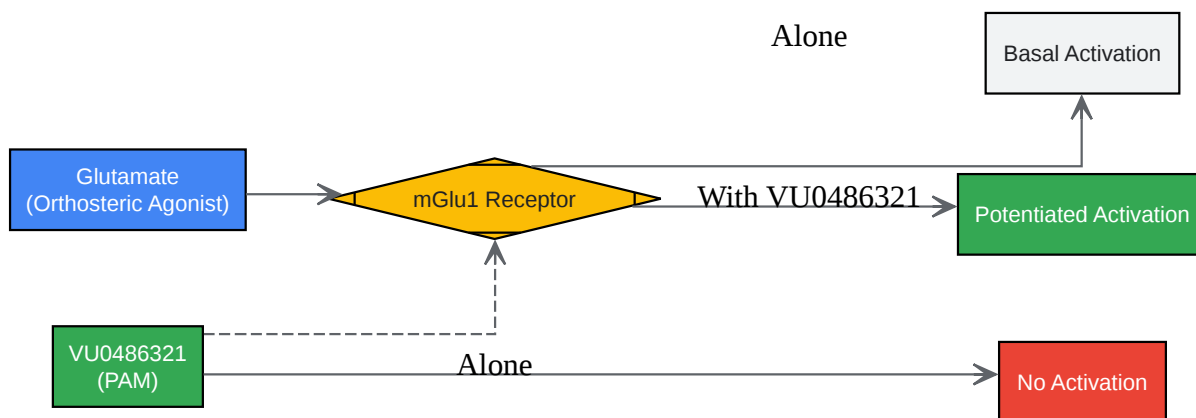 Alone
Basal Activation
Glutamate
(Orthosteric Agonist)
mGlu1 Receptor
With VU0486321
Potentiated Activation
VU0486321
(PAM)
Alone
No Activation